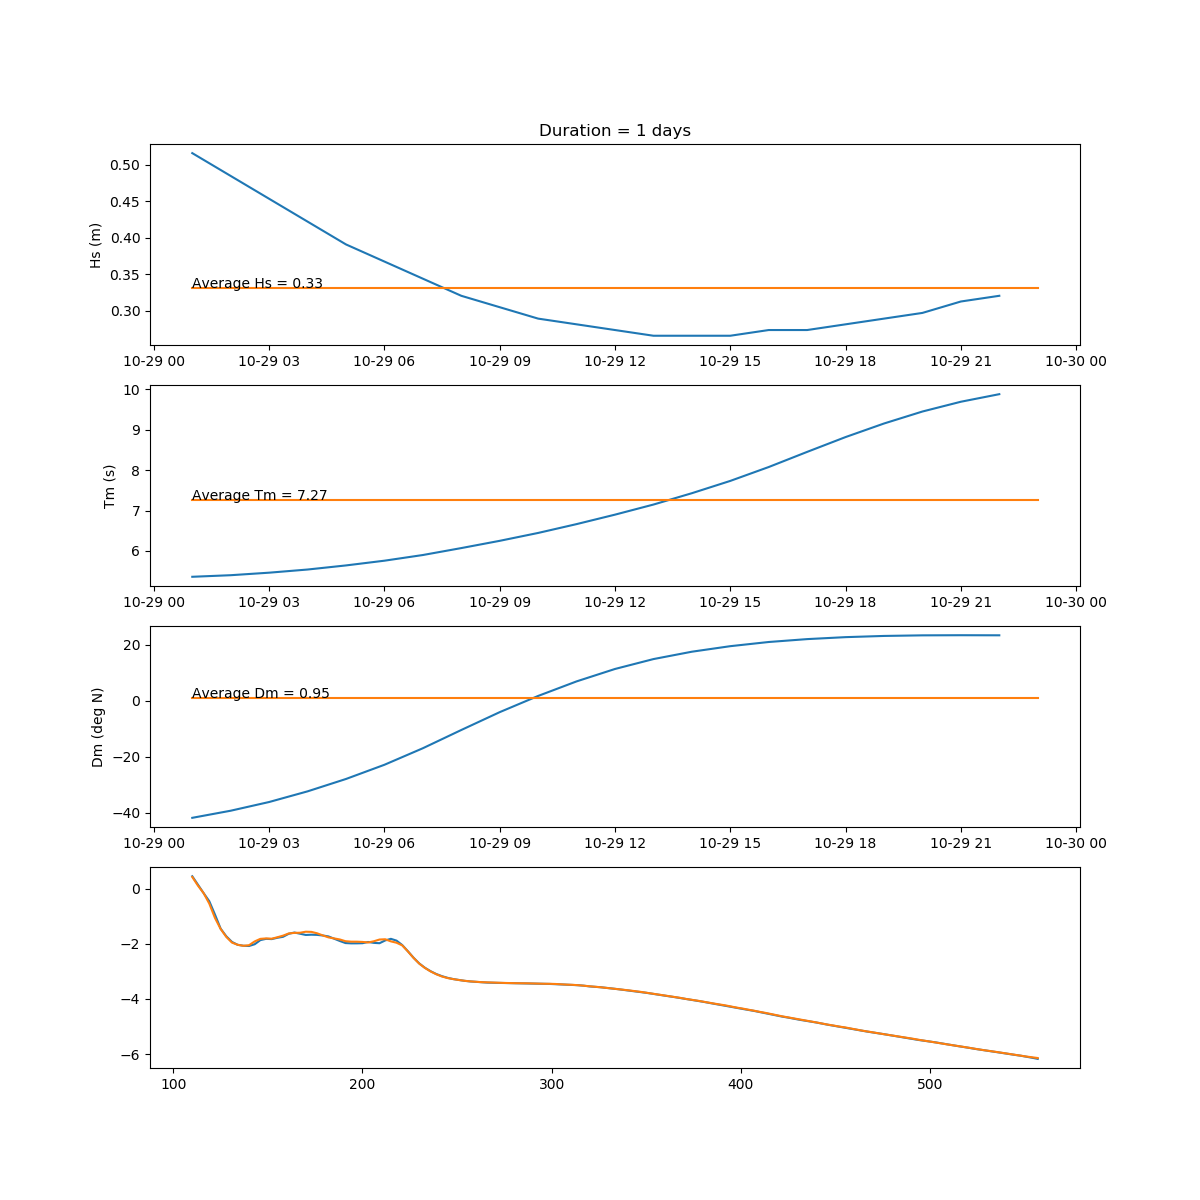 Duration = 1 days
Hs (m)
0.50
0.45
0.40
0.35
0.30
Average Hs = 0.33
10-29 00 10-29 03 10-29 06 10-29 09 10-29 12 10-29 15 10-29 18 10-29 21 10-30 00
Tm (s)
10
9
8
7
6
Average Tm = 7.27
10-29 00 10-29 03 10-29 06 10-29 09 10-29 12 10-29 15 10-29 18 10-29 21 10-30 00
Dm (deg N)
20
0
−20
−40
Average Dm = 0.95
10-29 00 10-29 03 10-29 06 10-29 09 10-29 12 10-29 15 10-29 18 10-29 21 10-30 00
0
−2
−4
−6
100 200 300 400 500